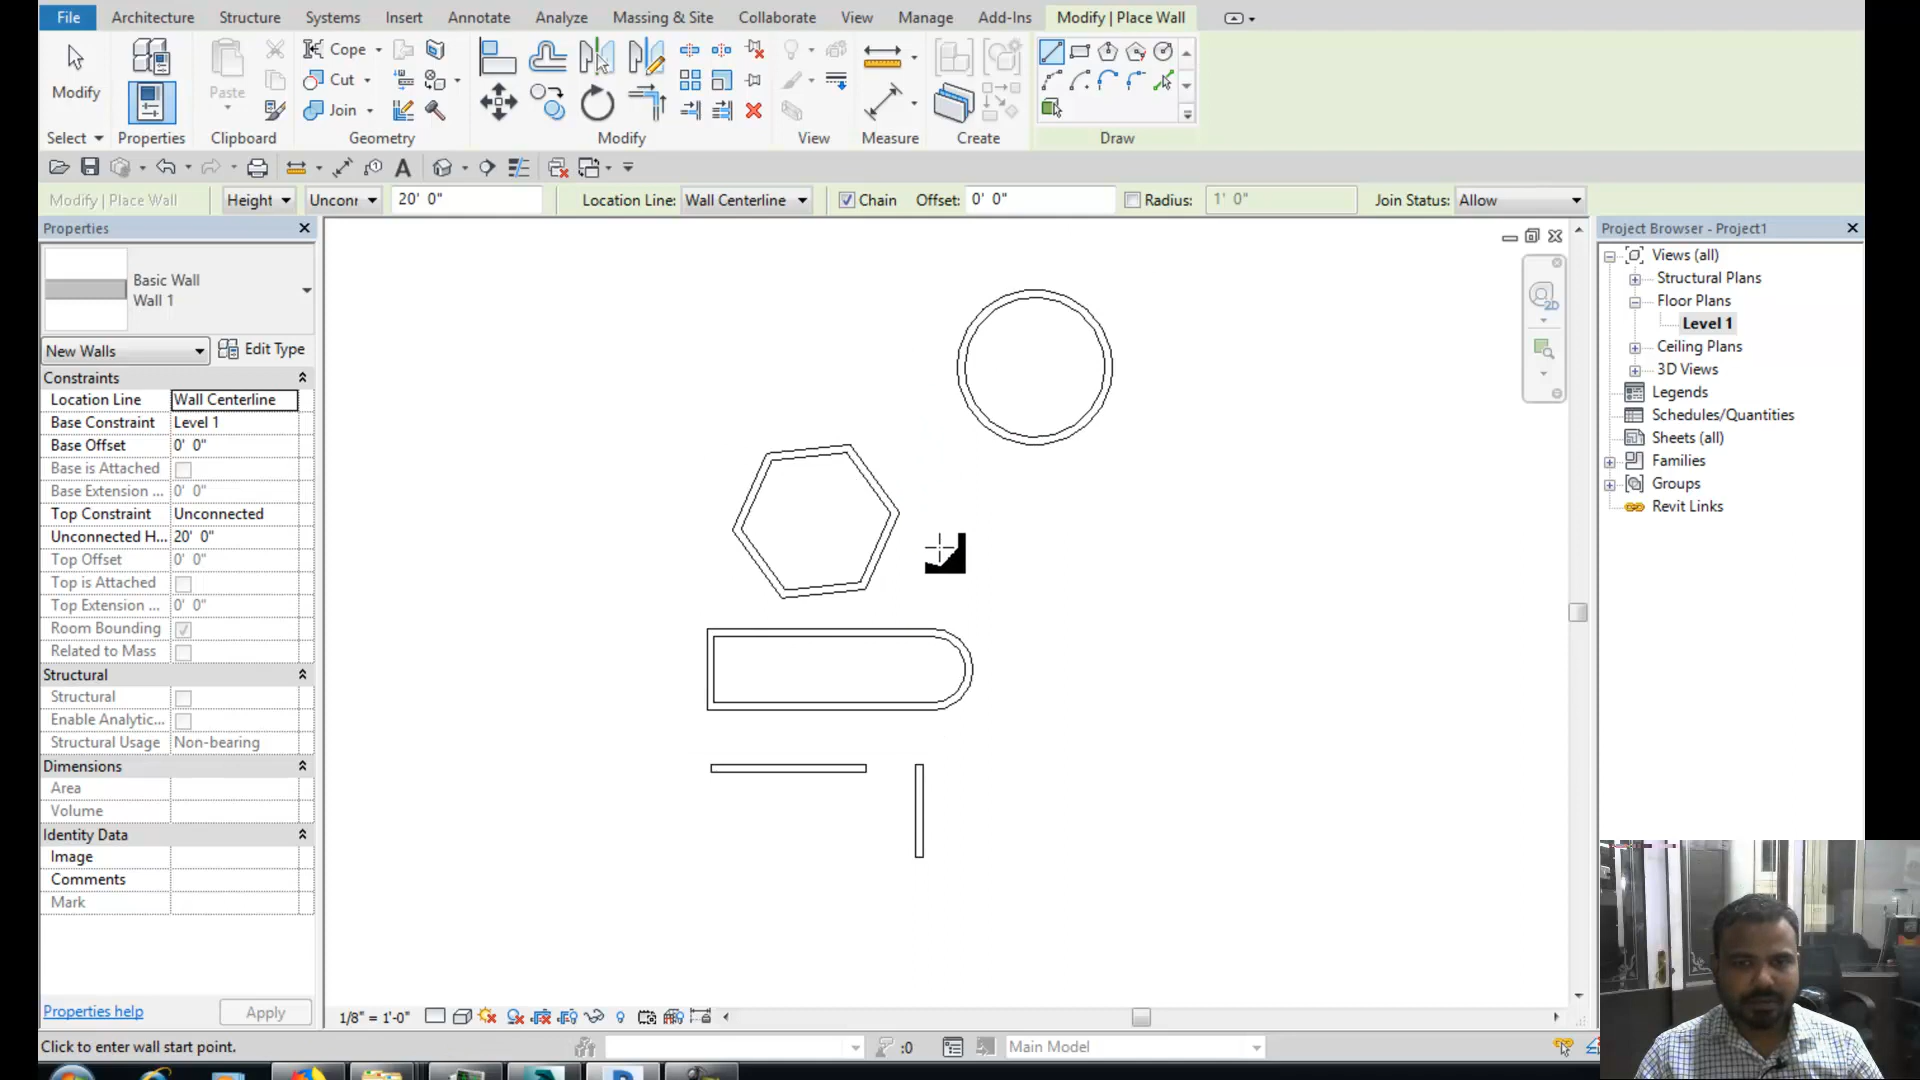 File Architecture Structure Systems Insert Annotate Analyze Massing & Site Collaborate View Manage Add-Ins Modify | Place Wall
Modify Cope Cut Join Paste
Select Properties Clipboard Geometry Modify View Measure Create Draw
Modify | Place Wall Height Unconr 20' 0" Location Line: Wall Centerline Chain Offset: 0' 0" Radius: 1' 0" Join Status: Allow
Properties
Basic Wall
Wall 1
New Walls Edit Type
Constraints
Location Line Wall Centerline
Base Constraint Level 1
Base Offset 0' 0"
Base is Attached
Base Extension ... 0' 0"
Top Constraint Unconnected
Unconnected H... 20' 0"
Top Offset 0' 0"
Top is Attached
Top Extension ... 0' 0"
Room Bounding
Related to Mass
Structural
Structural
Enable Analytic...
Structural Usage Non-bearing
Dimensions
Area
Volume
Identity Data
Image
Comments
Mark
Properties help Apply
2D
Project Browser - Project1
Views (all)
Structural Plans
Floor Plans
Level 1
Ceiling Plans
3D Views
Legends
Schedules/Quantities
Sheets (all)
Families
Groups
Revit Links
1/8" = 1'-0"
Click to enter wall start point. :0 Main Model